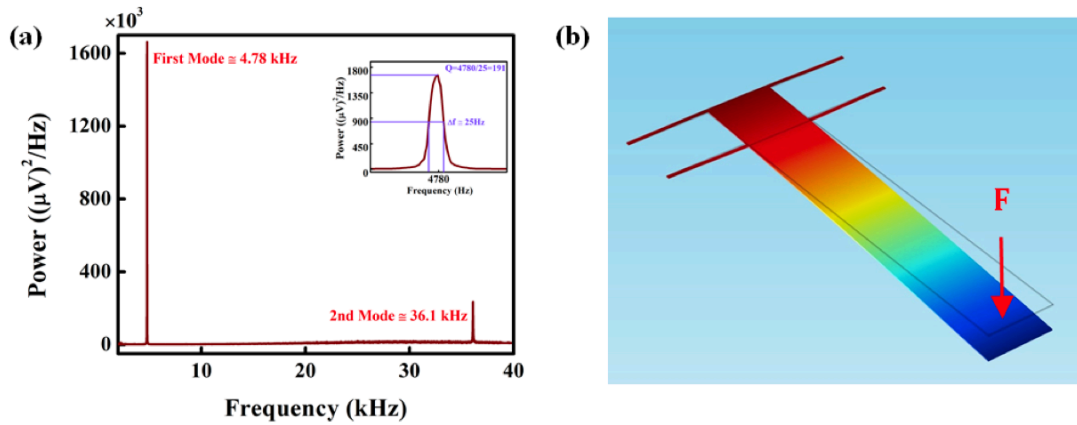 (a)
×10³
1600
1200
800
400
0
Power ((μV)²/Hz)
First Mode ≅ 4.78 kHz
2nd Mode ≅ 36.1 kHz
10
20
30
40
Frequency (kHz)
Q=4780/25=191
1800
1350
900
450
0
Power ((μV)²/Hz)
Δf ≅ 25Hz
4780
Frequency (Hz)
(b)
F